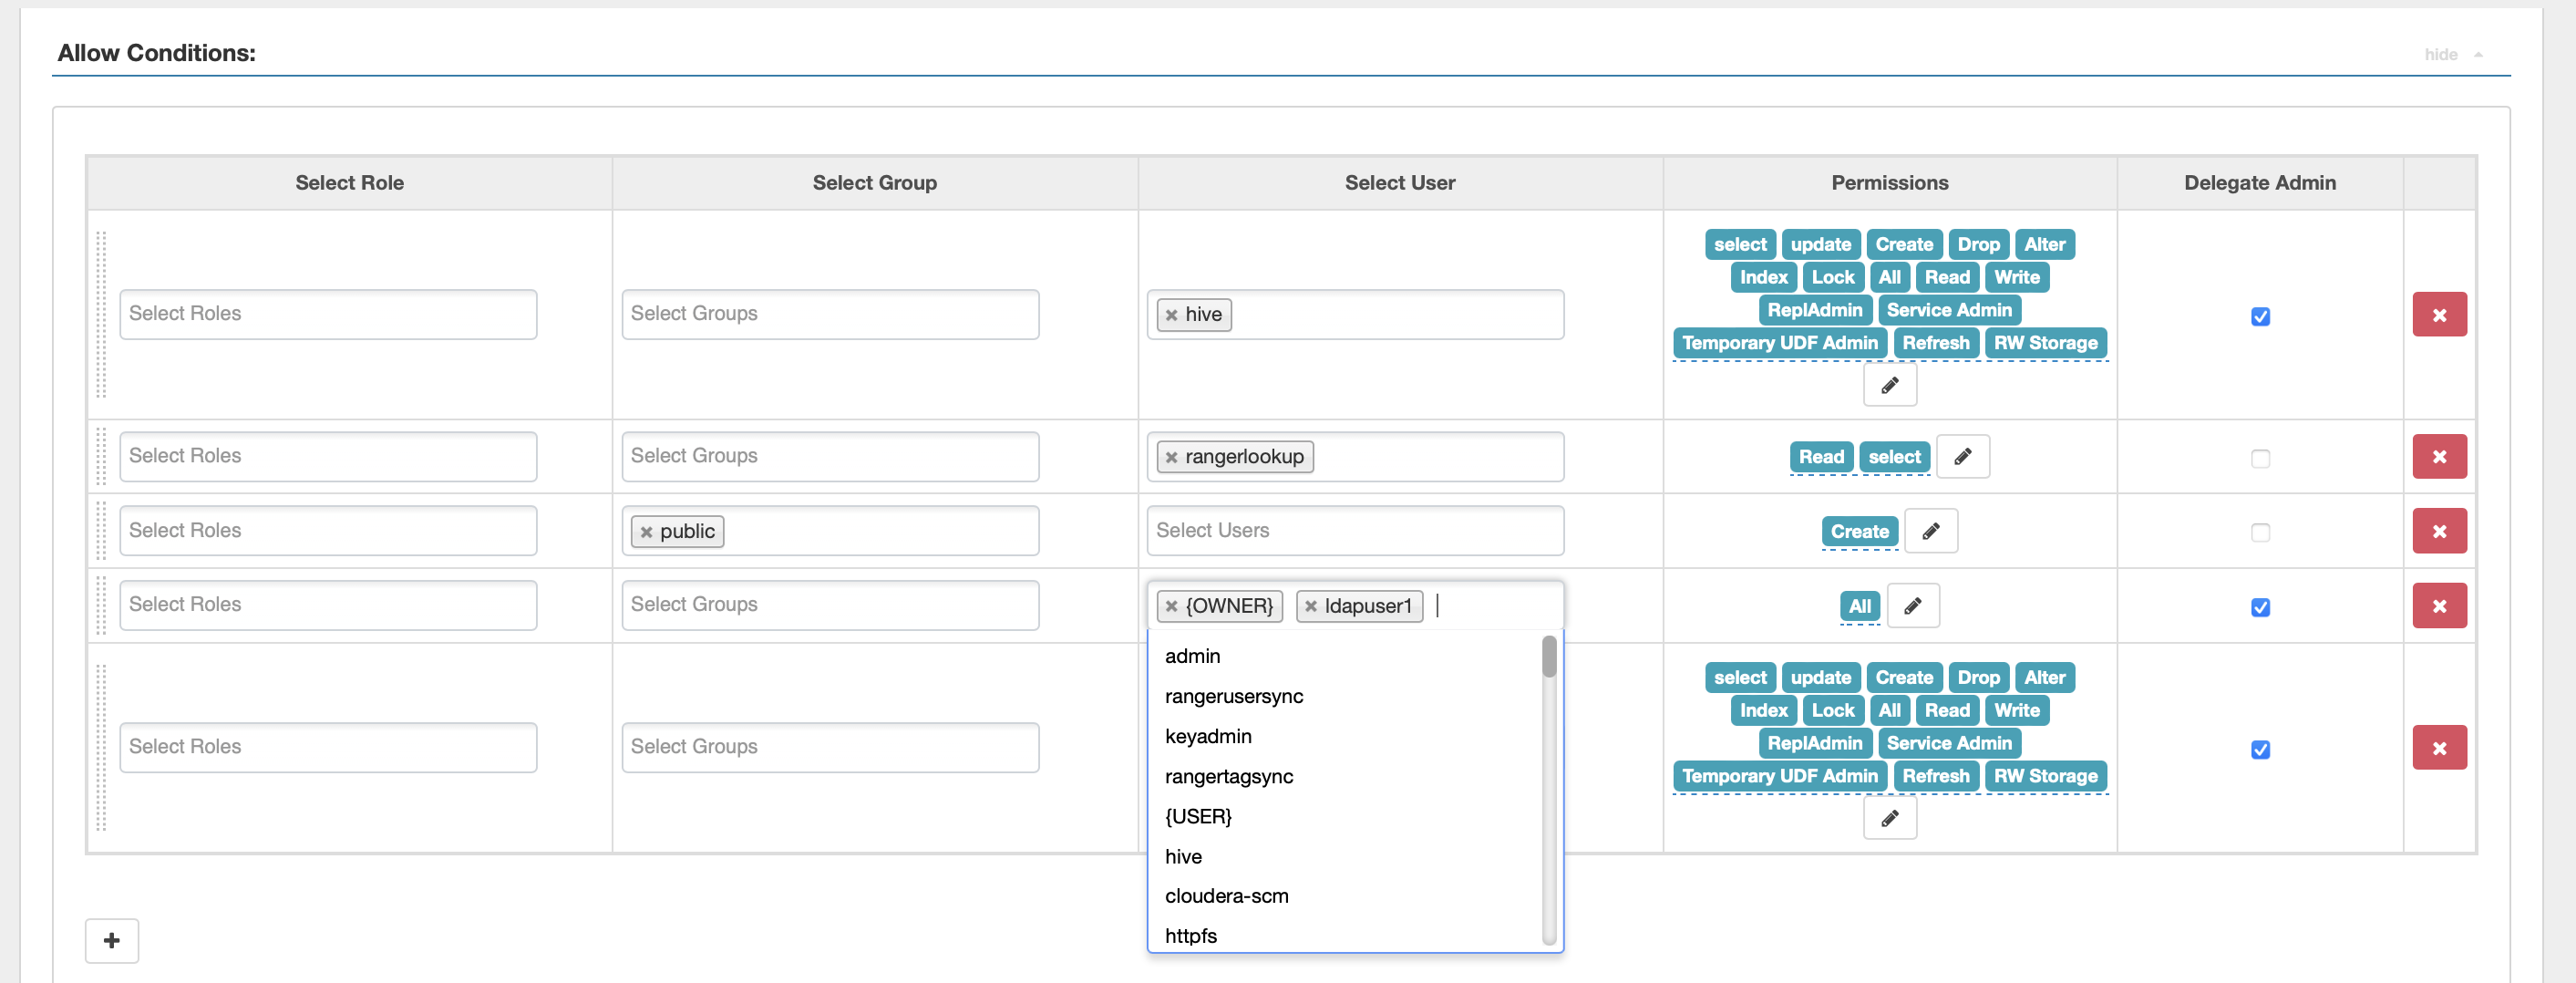 Allow Conditions:
hide
Select Role Select Group Select User Permissions Delegate Admin
select update Create Drop Alter
Index Lock All Read Write
Select Roles Select Groups × hive
ReplAdmin Service Admin
Temporary UDF Admin Refresh RW Storage
Select Roles Select Groups × rangerlookup Read select
Select Roles × public Select Users Create
Select Roles Select Groups × {OWNER} × ldapuser1 All
admin
rangerusersync
keyadmin
rangertagsync
{USER}
hive
cloudera-scm
httpfs
select update Create Drop Alter
Index Lock All Read Write
Select Roles Select Groups
ReplAdmin Service Admin
Temporary UDF Admin Refresh RW Storage
+